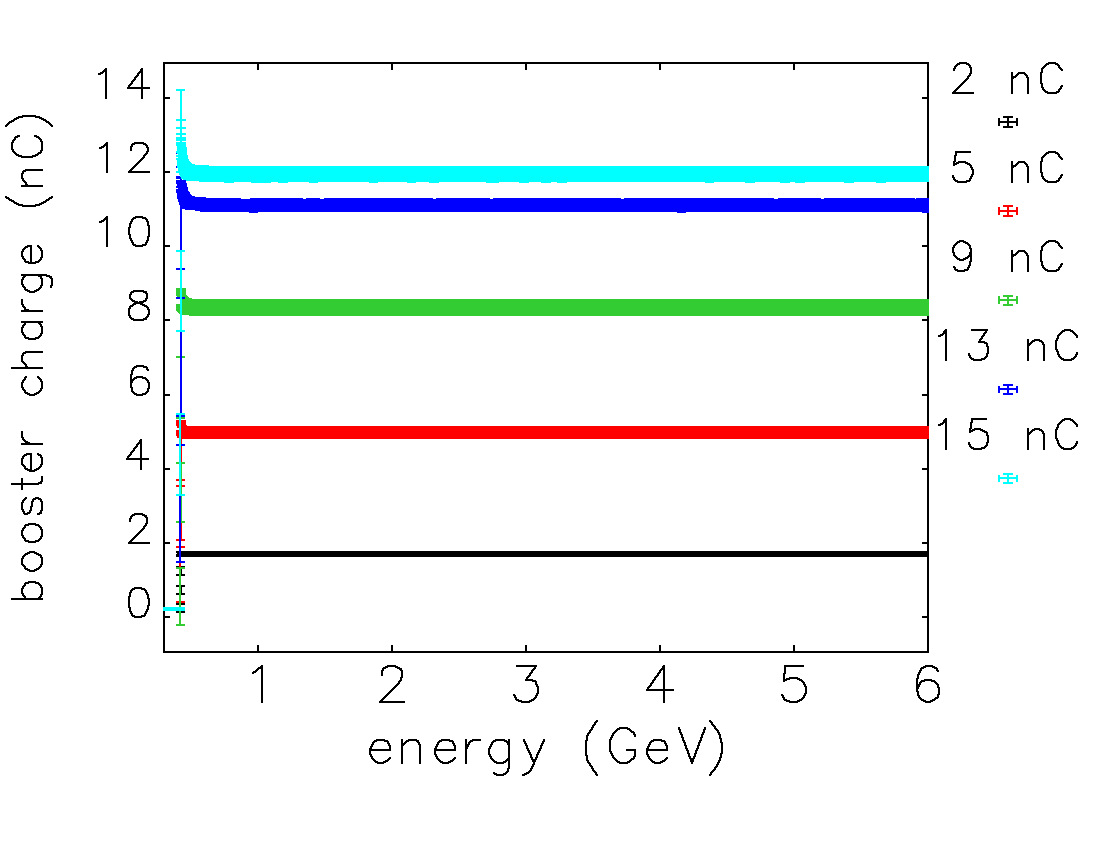 14
12
10
8
6
4
2
0
booster charge (nC)
1 2 3 4 5 6
energy (GeV)
2 nC
5 nC
9 nC
13 nC
15 nC